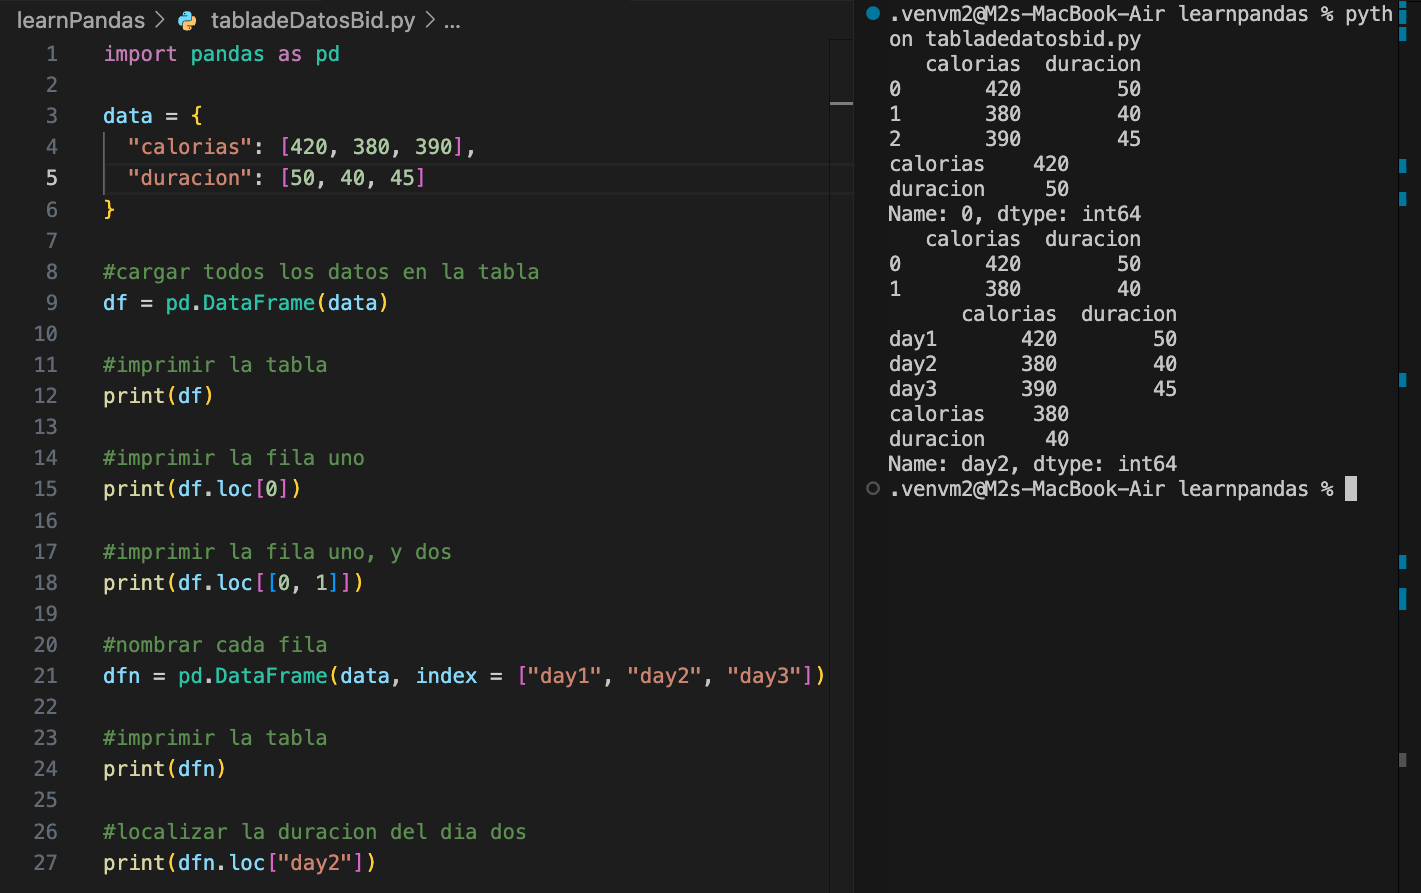 learnPandas > tabladeDatosBid.py > ...
1 import pandas as pd
2
3 data = {
4   "calorias": [420, 380, 390],
5   "duracion": [50, 40, 45]
6 }
7
8 #cargar todos los datos en la tabla
9 df = pd.DataFrame(data)
10
11 #imprimir la tabla
12 print(df)
13
14 #imprimir la fila uno
15 print(df.loc[0])
16
17 #imprimir la fila uno, y dos
18 print(df.loc[[0, 1]])
19
20 #nombrar cada fila
21 dfn = pd.DataFrame(data, index = ["day1", "day2", "day3"])
22
23 #imprimir la tabla
24 print(dfn)
25
26 #localizar la duracion del dia dos
27 print(dfn.loc["day2"])
.venvm2@M2s-MacBook-Air learnpandas % pyth
on tabladedatosbid.py
   calorias  duracion
0       420        50
1       380        40
2       390        45
calorias    420
duracion     50
Name: 0, dtype: int64
   calorias  duracion
0       420        50
1       380        40
      calorias  duracion
day1       420        50
day2       380        40
day3       390        45
calorias    380
duracion     40
Name: day2, dtype: int64
.venvm2@M2s-MacBook-Air learnpandas %